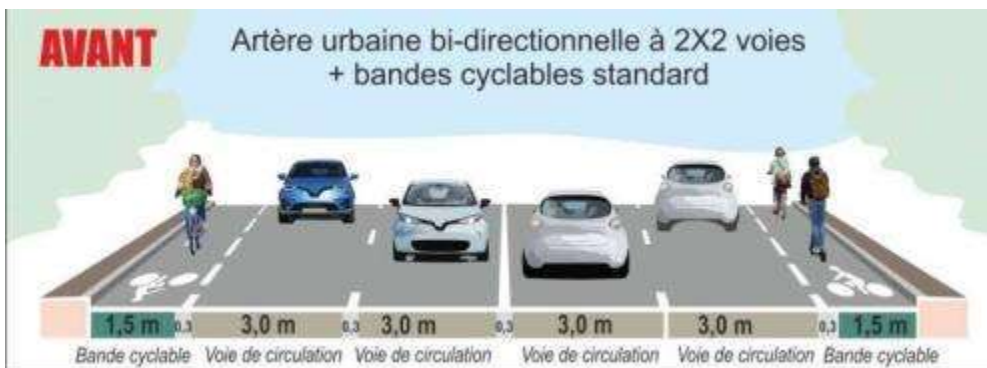 AVANT
Artère urbaine bi-directionnelle à 2X2 voies
+ bandes cyclables standard
1,5 m 0,3 3,0 m 0,3 3,0 m 0,3 3,0 m 3,0 m 0,3 1,5 m
Bande cyclable Voie de circulation Voie de circulation Voie de circulation Voie de circulation Bande cyclable